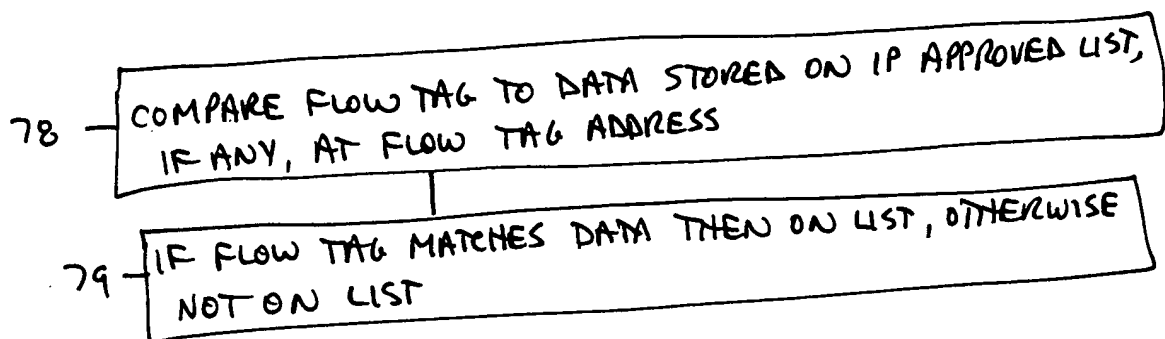 78
COMPARE FLOW TAG TO DATA STORED ON IP APPROVED LIST,
IF ANY, AT FLOW TAG ADDRESS
79
IF FLOW TAG MATCHES DATA THEN ON LIST, OTHERWISE
NOT ON LIST